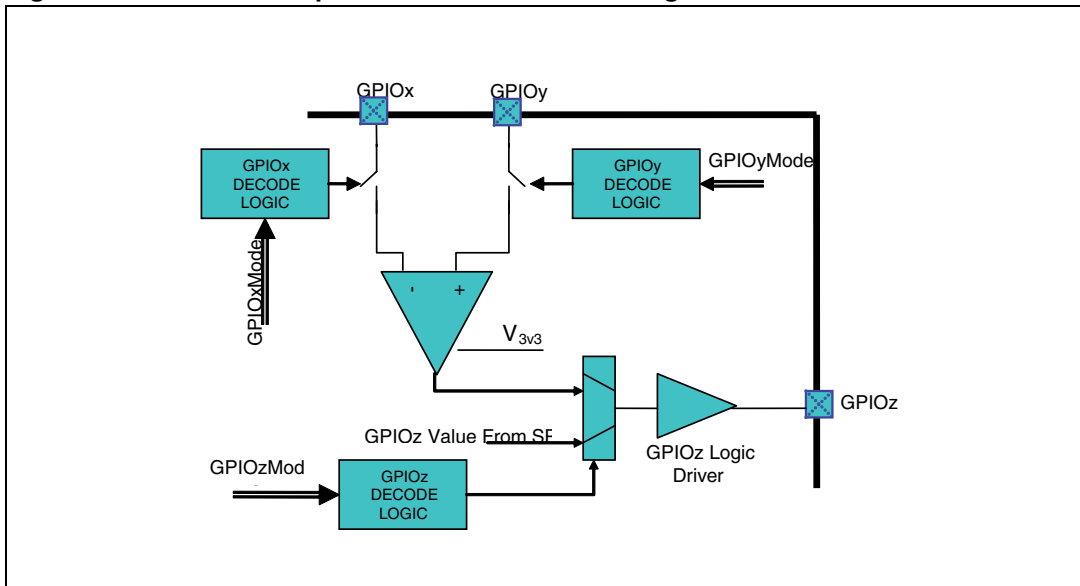 GPIOx
GPIOy
GPIOx
DECODE
LOGIC
GPIOy
DECODE
LOGIC
GPIOyMode
GPIOxMode
- +
V3v3
GPIOz
GPIOz Value From
GPIOz Logic
Driver
GPIOzMod
GPIOz
DECODE
LOGIC